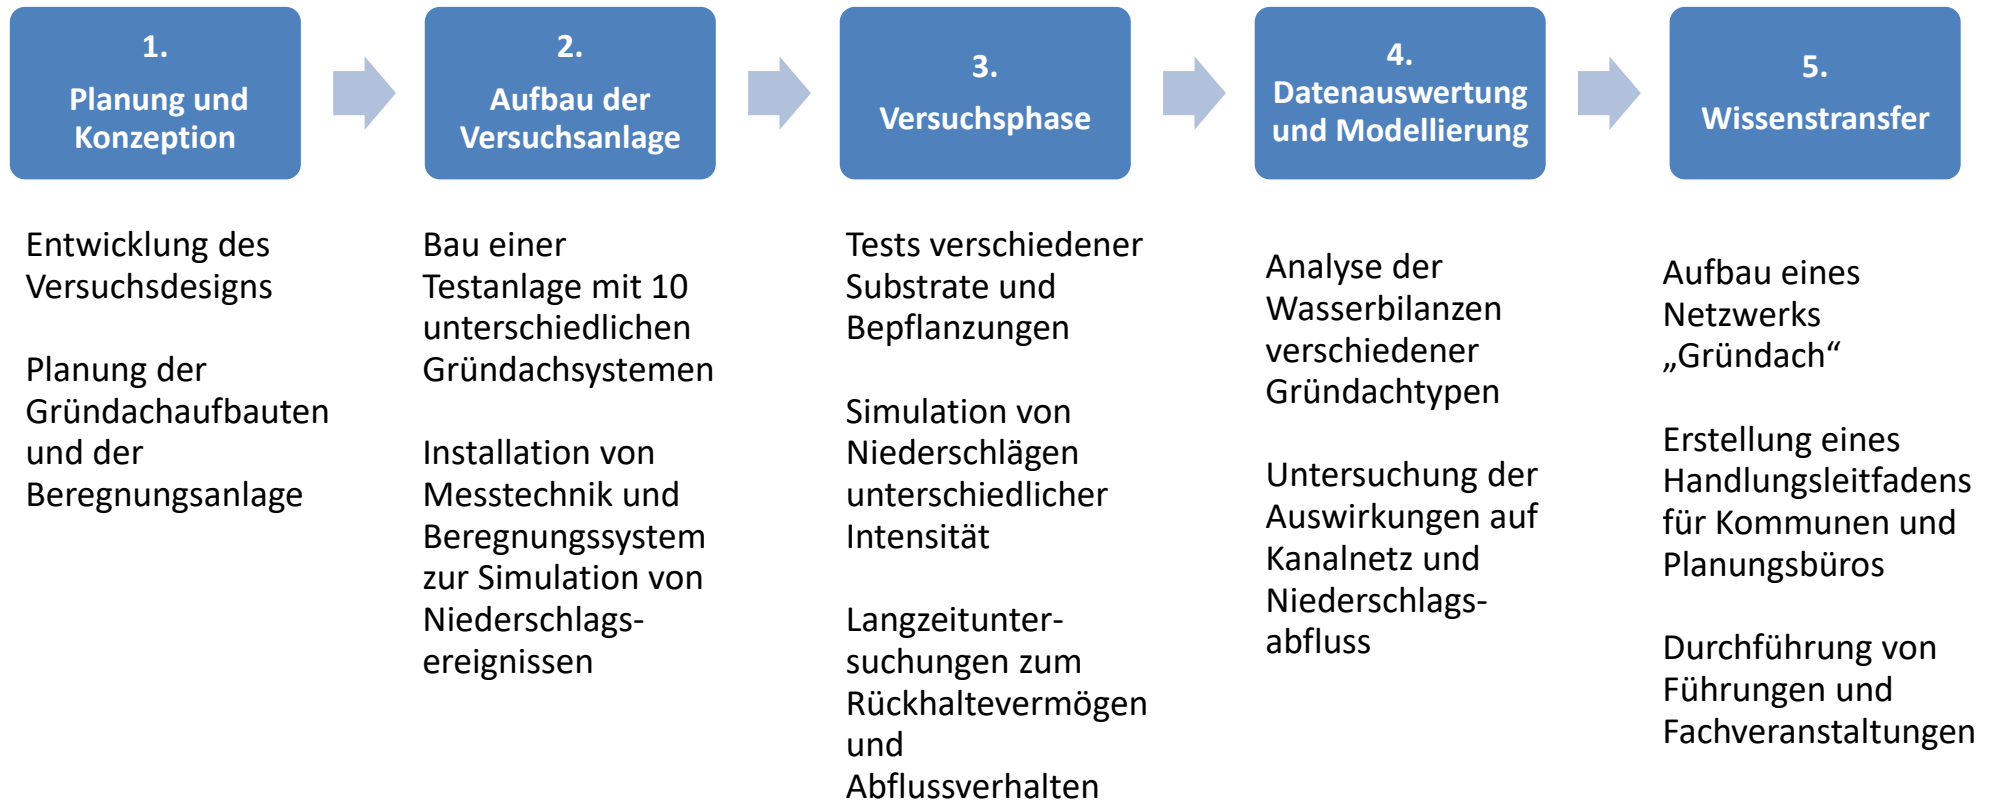 1.
Planung und
Konzeption
2.
Aufbau der
Versuchsanlage
3.
Versuchsphase
4.
Datenauswertung
und Modellierung
5.
Wissenstransfer
Entwicklung des
Versuchsdesigns
Planung der
Gründachaufbauten
und der
Beregnungsanlage
Bau einer
Testanlage mit 10
unterschiedlichen
Gründachsystemen
Installation von
Messtechnik und
Beregnungssystem
zur Simulation von
Niederschlags-
ereignissen
Tests verschiedener
Substrate und
Bepflanzungen
Simulation von
Niederschlägen
unterschiedlicher
Intensität
Langzeitunter-
suchungen zum
Rückhaltevermögen
und
Abflussverhalten
Analyse der
Wasserbilanzen
verschiedener
Gründachtypen
Untersuchung der
Auswirkungen auf
Kanalnetz und
Niederschlags-
abfluss
Aufbau eines
Netzwerks
„Gründach“
Erstellung eines
Handlungsleitfadens
für Kommunen und
Planungsbüros
Durchführung von
Führungen und
Fachveranstaltungen